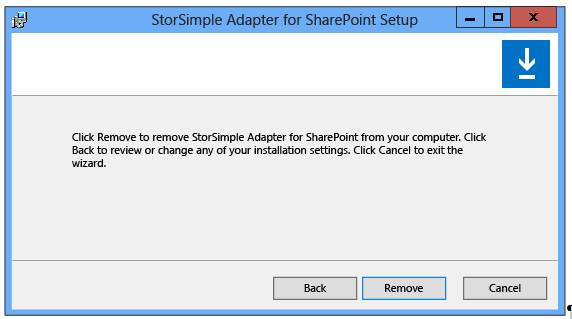 StorSimple Adapter for SharePoint Setup
Click Remove to remove StorSimple Adapter for SharePoint from your computer. Click
Back to review or change any of your installation settings. Click Cancel to exit the
wizard.
Back Remove Cancel